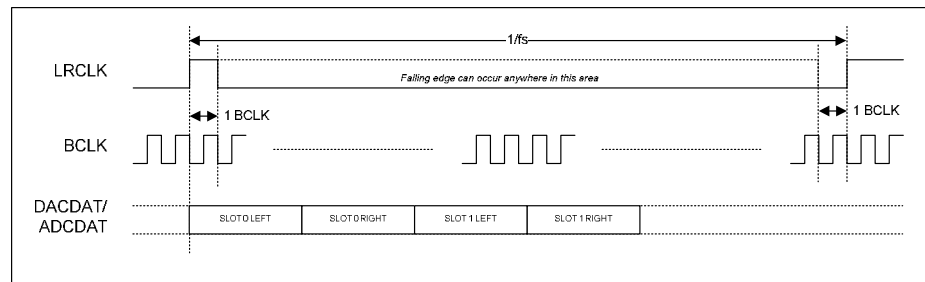 1/fs
LRCLK
Falling edge can occur anywhere in this area
1 BCLK
1 BCLK
BCLK
DACDAT/
ADCDAT
SLOT 0 LEFT
SLOT 0 RIGHT
SLOT 1 LEFT
SLOT 1 RIGHT